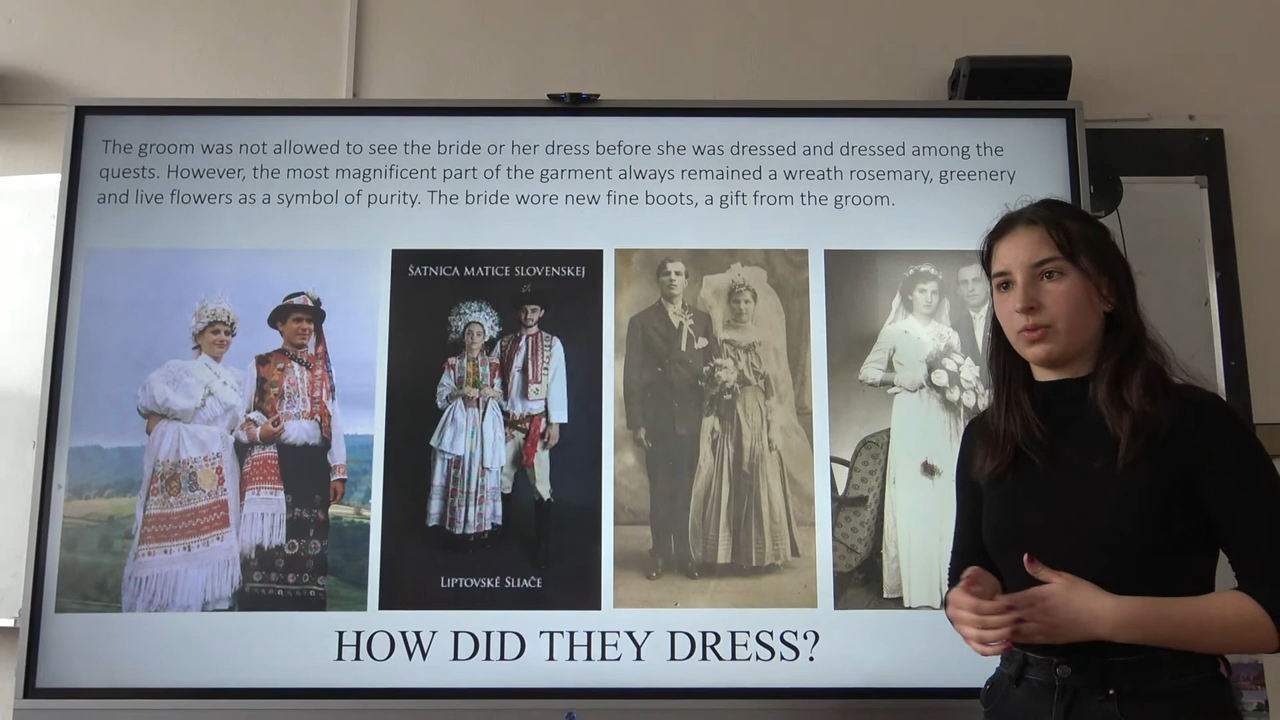 The groom was not allowed to see the bride or her dress before she was dressed and dressed among the
quests. However, the most magnificent part of the garment always remained a wreath rosemary, greenery
and live flowers as a symbol of purity. The bride wore new fine boots, a gift from the groom.
ŠATNICA MATICE SLOVENSKEJ
LIPTOVSKÉ SLIAČE
HOW DID THEY DRESS?